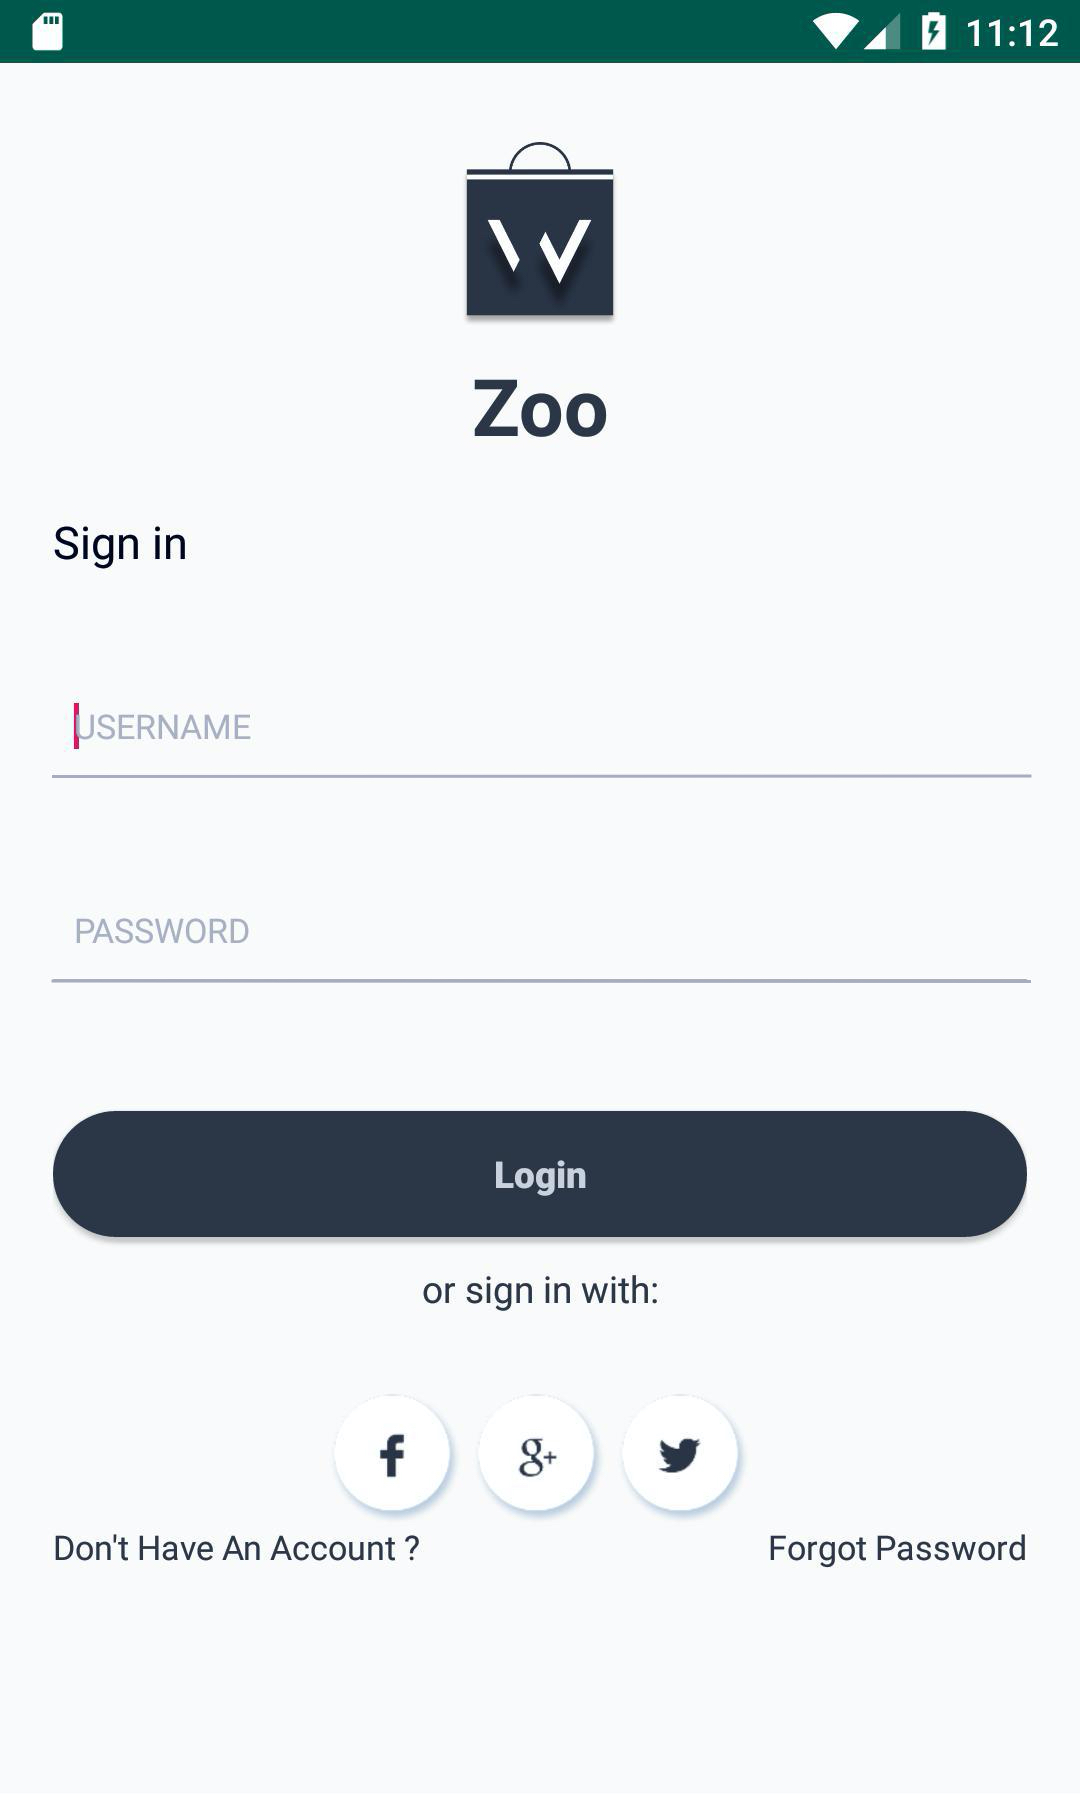 11:12
W
Zoo
Sign in
USERNAME
PASSWORD
Login
or sign in with:
f g+
Don't Have An Account ? Forgot Password